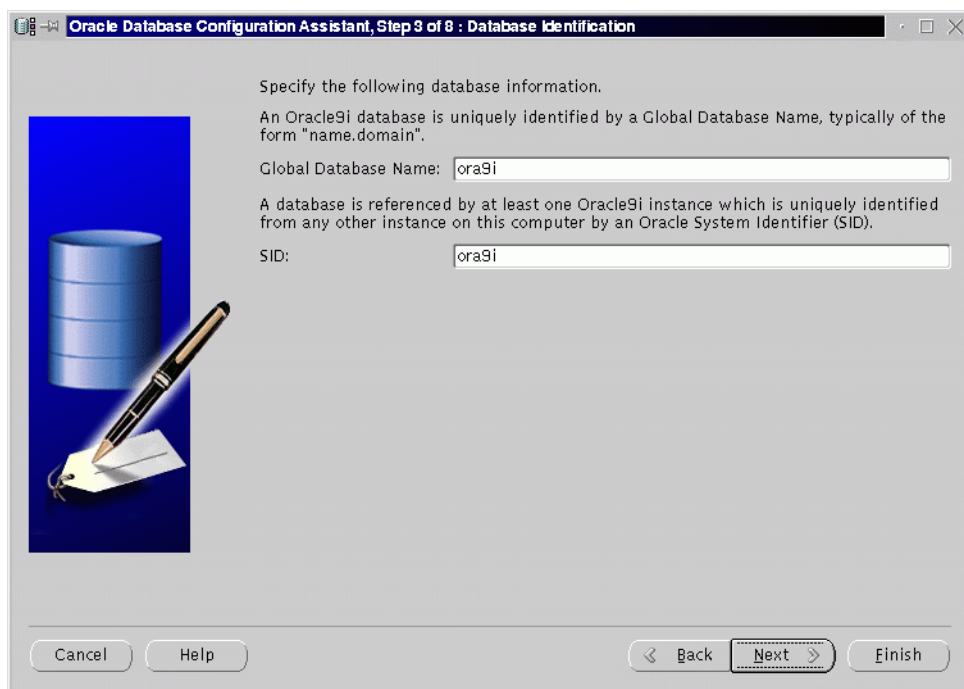 Oracle Database Configuration Assistant, Step 3 of 8 : Database Identification
Specify the following database information.
An Oracle9i database is uniquely identified by a Global Database Name, typically of the
form "name.domain".
Global Database Name: ora9i
A database is referenced by at least one Oracle9i instance which is uniquely identified
from any other instance on this computer by an Oracle System Identifier (SID).
SID: ora9i
Cancel Help Back Next Finish